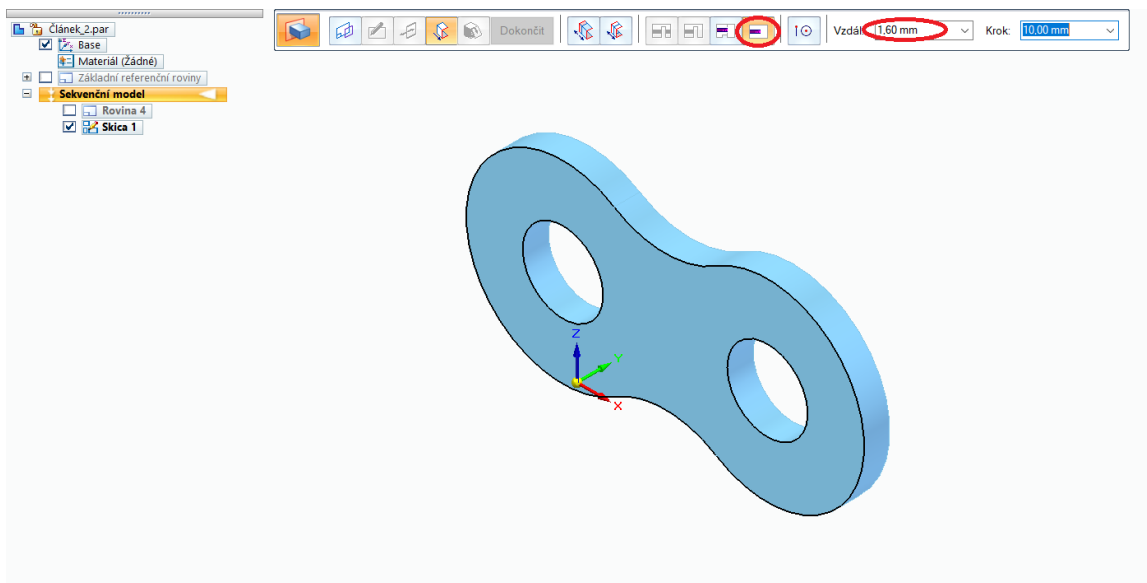 Článek_2.par
Base
Materiál (Žádné)
Základní referenční roviny
Sekvenční model
Rovina 4
Skica 1
Dokončit Vzdál 1,60 mm Krok: 10,00 mm
Z
Y
X